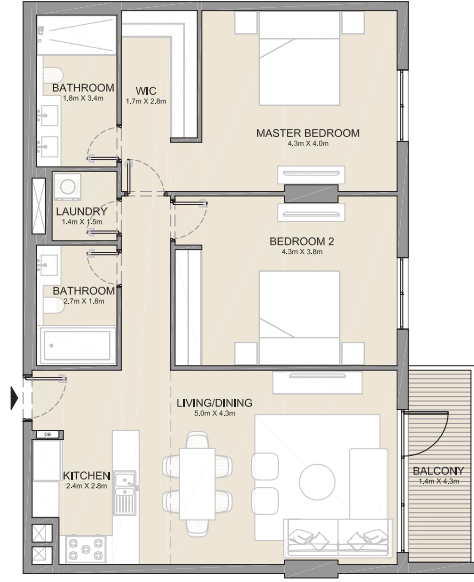 BATHROOM
1.8m X 3.4m
WIC
1.7m X 2.8m
MASTER BEDROOM
4.3m X 4.0m
LAUNDRY
1.4m X 1.5m
BEDROOM 2
4.3m X 3.8m
BATHROOM
2.7m X 1.8m
LIVING/DINING
5.0m X 4.3m
DB
KITCHEN
2.4m X 2.8m
BALCONY
1.4m X 4.3m